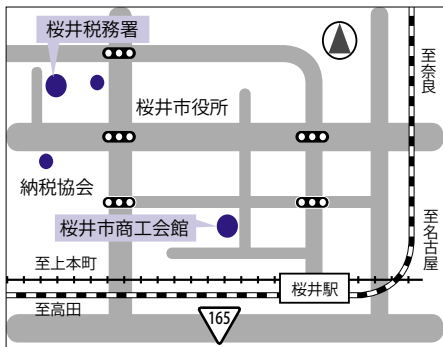 桜井税務署
至奈良
桜井市役所
納税協会
桜井市商工会館
至名古屋
至上本町
桜井駅
至高田
165